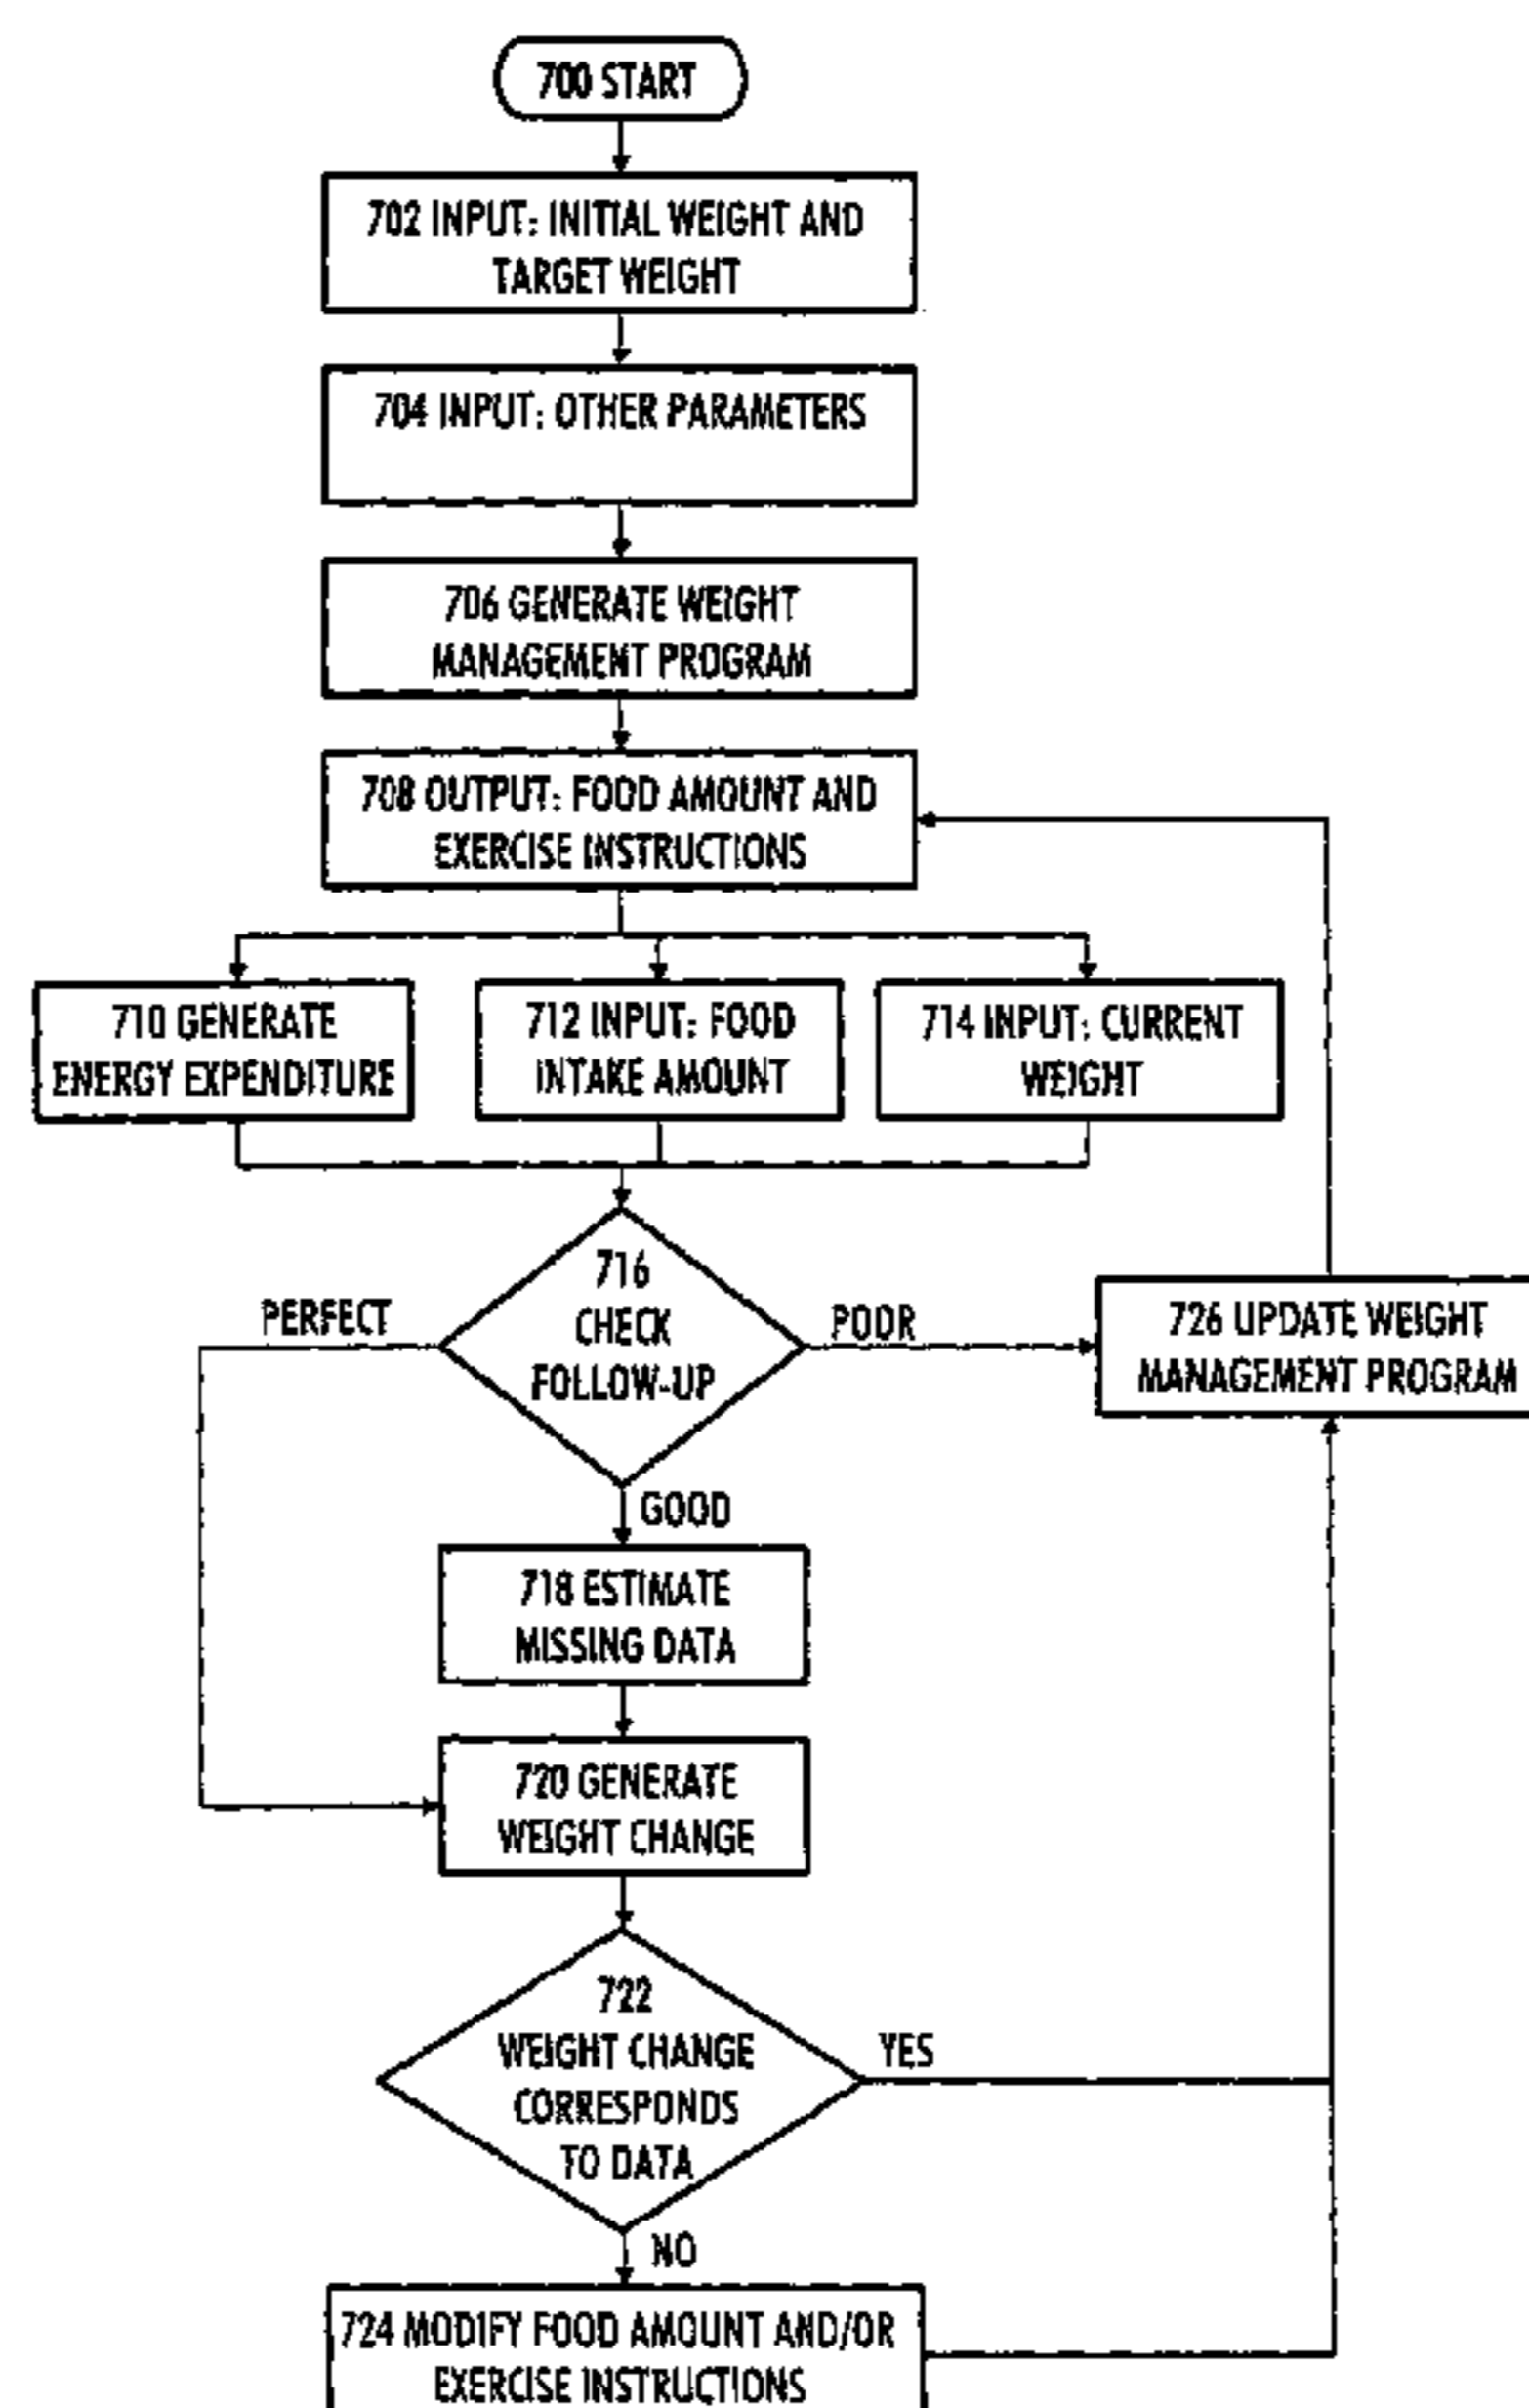 700 START
702 INPUT: INITIAL WEIGHT AND
TARGET WEIGHT
704 INPUT: OTHER PARAMETERS
706 GENERATE WEIGHT
MANAGEMENT PROGRAM
708 OUTPUT: FOOD AMOUNT AND
EXERCISE INSTRUCTIONS
710 GENERATE
ENERGY EXPENDITURE
712 INPUT: FOOD
INTAKE AMOUNT
714 INPUT: CURRENT
WEIGHT
716
CHECK
FOLLOW-UP
PERFECT
POOR
726 UPDATE WEIGHT
MANAGEMENT PROGRAM
GOOD
718 ESTIMATE
MISSING DATA
720 GENERATE
WEIGHT CHANGE
722
WEIGHT CHANGE
CORRESPONDS
TO DATA
YES
NO
724 MODIFY FOOD AMOUNT AND/OR
EXERCISE INSTRUCTIONS